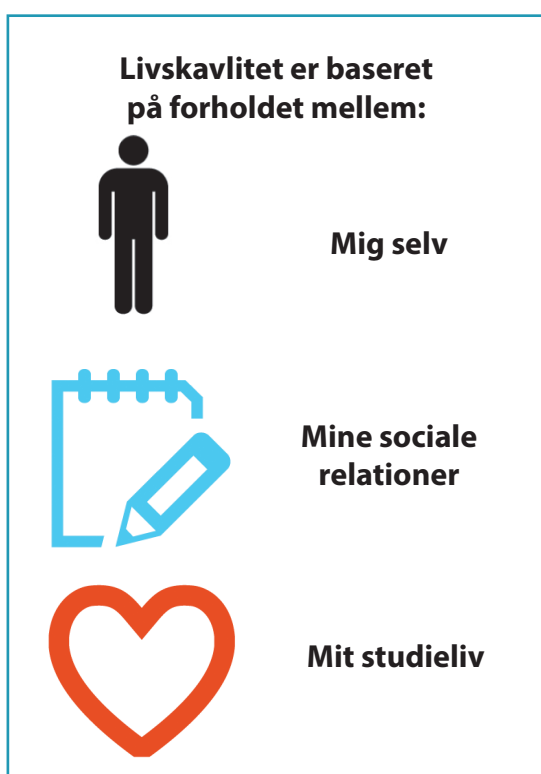 Livskavlitet er baseret
på forholdet mellem:
Mig selv
Mine sociale
relationer
Mit studieliv